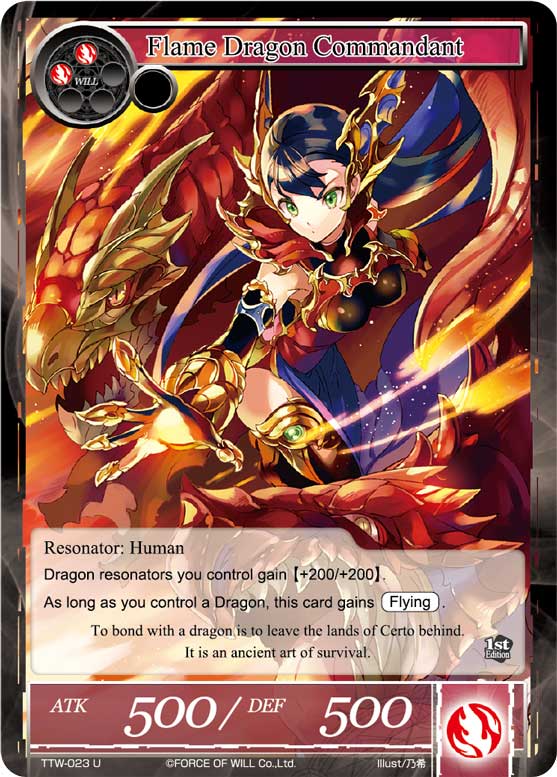 Flame Dragon Commandant
WILL
Resonator: Human
Dragon resonators you control gain 【+200/+200】.
As long as you control a Dragon, this card gains Flying .
To bond with a dragon is to leave the lands of Certo behind.
It is an ancient art of survival.
1st
Edition
ATK 500 / DEF 500
TTW-023 U ©FORCE OF WILL Co.,Ltd. Illust/乃希